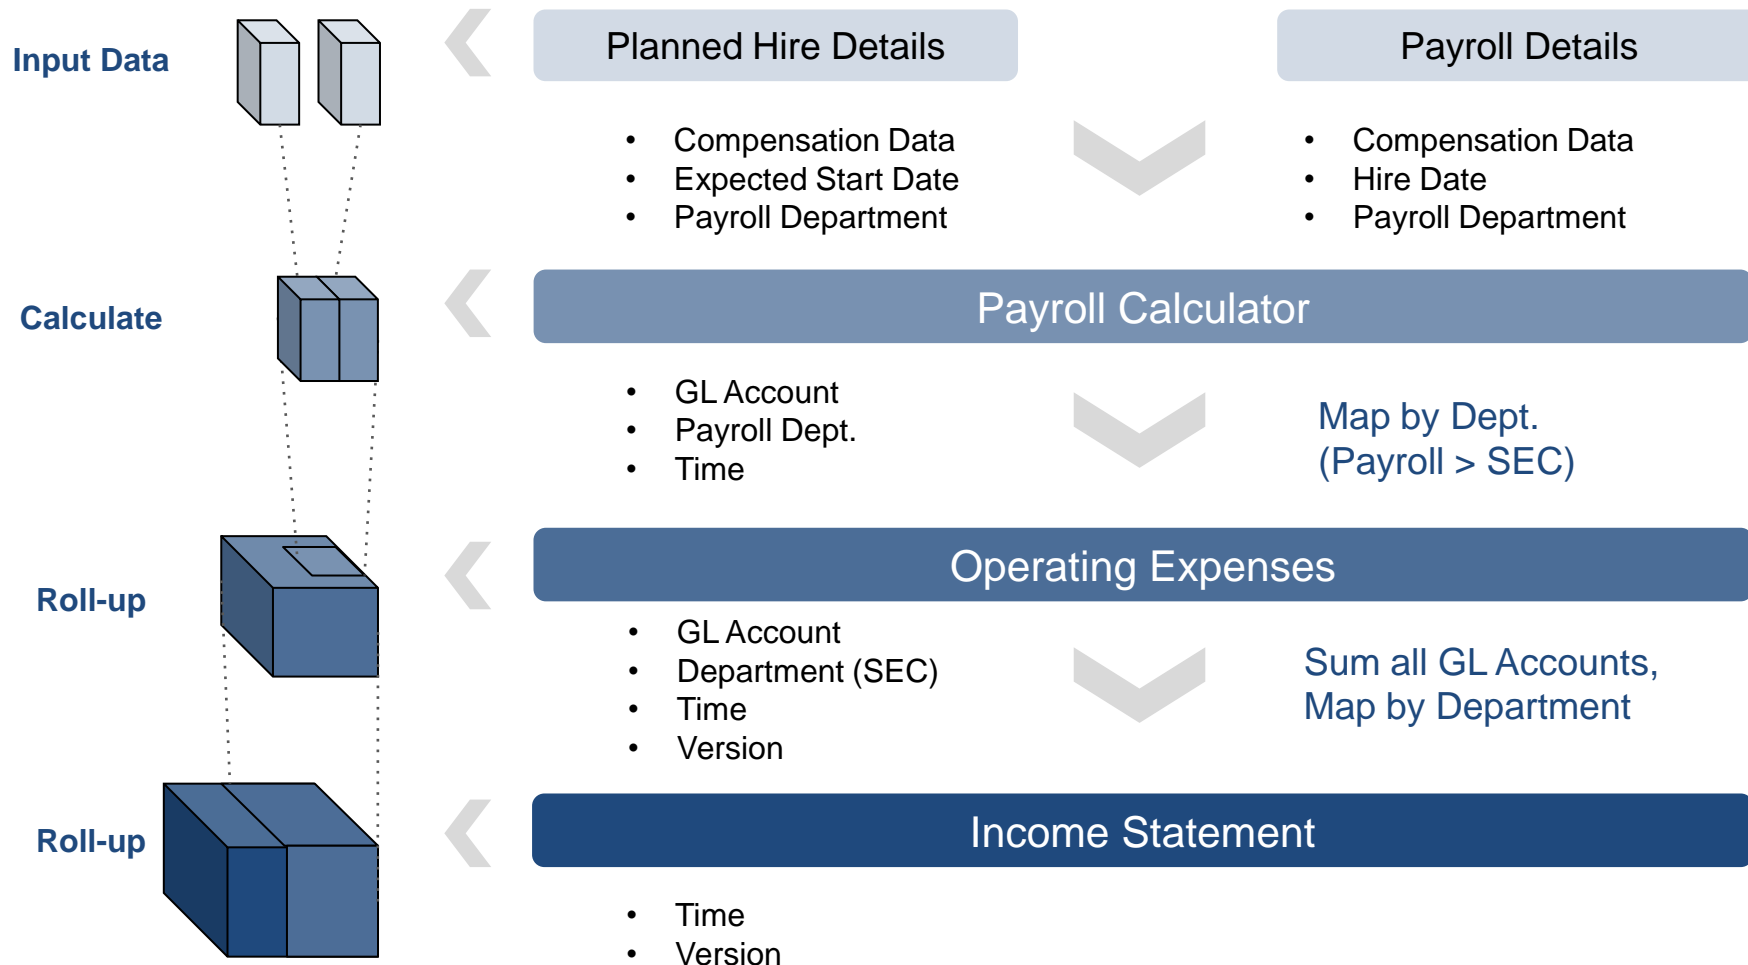 Input Data
Planned Hire Details
Payroll Details
• Compensation Data
• Expected Start Date
• Payroll Department
• Compensation Data
• Hire Date
• Payroll Department
Calculate
Payroll Calculator
• GL Account
• Payroll Dept.
• Time
Map by Dept.
(Payroll > SEC)
Roll-up
Operating Expenses
• GL Account
• Department (SEC)
• Time
• Version
Sum all GL Accounts,
Map by Department
Roll-up
Income Statement
• Time
• Version